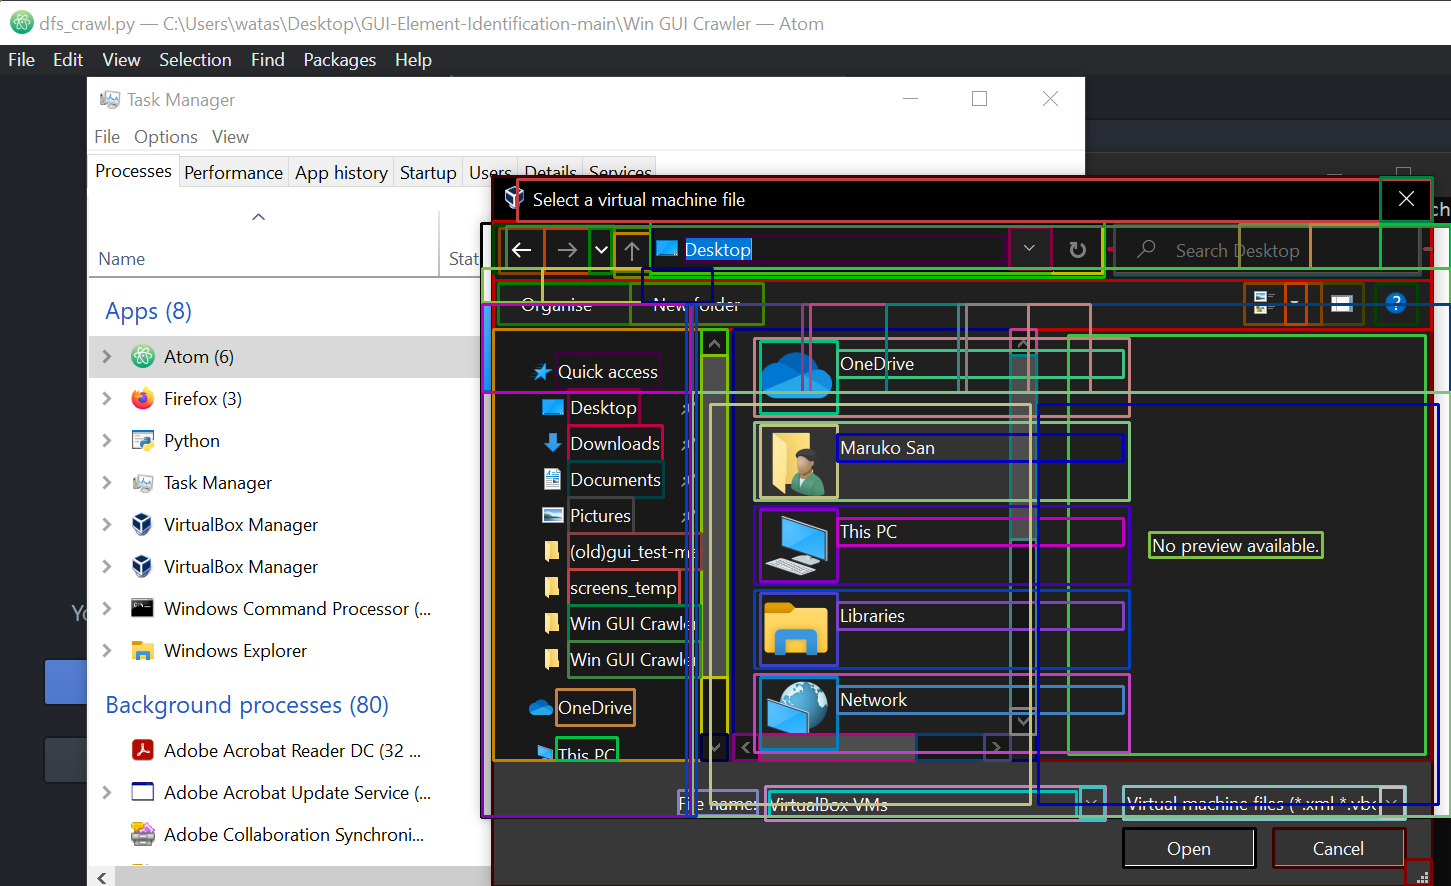 dfs_crawl.py — C:\Users\watas\Desktop\GUI-Element-Identification-main\Win GUI Crawler — Atom
File Edit View Selection Find Packages Help
Task Manager
File Options View
Processes Performance App history Startup Users Details Services
Name Stat
Apps (8)
Atom (6)
Firefox (3)
Python
Task Manager
VirtualBox Manager
VirtualBox Manager
Windows Command Processor (...
Windows Explorer
Background processes (80)
Adobe Acrobat Reader DC (32 ...
Adobe Acrobat Update Service (...
Adobe Collaboration Synchroni...
Select a virtual machine file
Desktop
Search Desktop
Organise New folder
Quick access
Desktop
Downloads
Documents
Pictures
(old)gui_test-ma
screens_temp
Win GUI Crawle
Win GUI Crawle
OneDrive
This PC
OneDrive
Maruko San
This PC
Libraries
Network
No preview available.
File name: VirtualBox VMs
Virtual machine files (*.xml *.vbo
Open Cancel